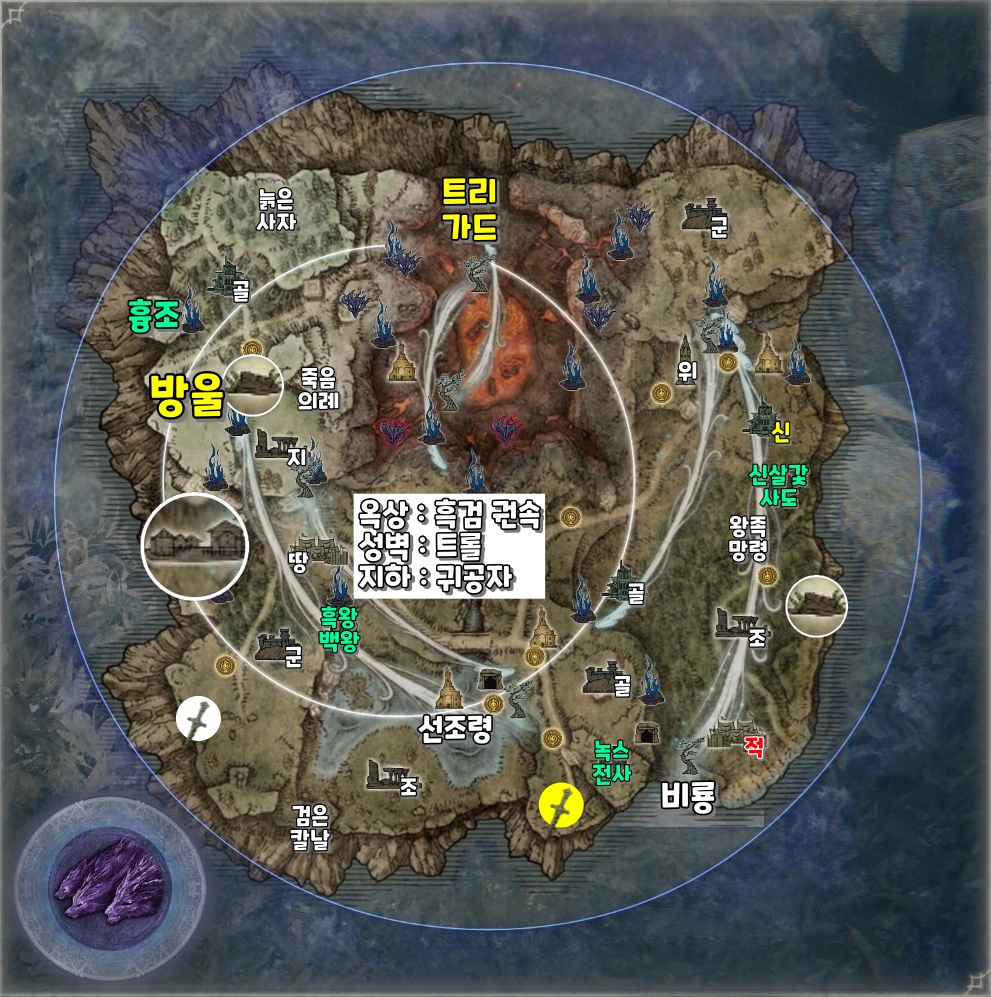 트리
가드
늙은
사자
군
골
흉조
위
방울
죽음
의례
신
지
신살갗
사도
옥상 : 흑검 권속
성벽 : 트롤
지하 : 귀공자
왕족
망령
땅
골
흑왕
백왕
조
군
골
선조령
적
녹스
전사
조
비룡
검은
칼날